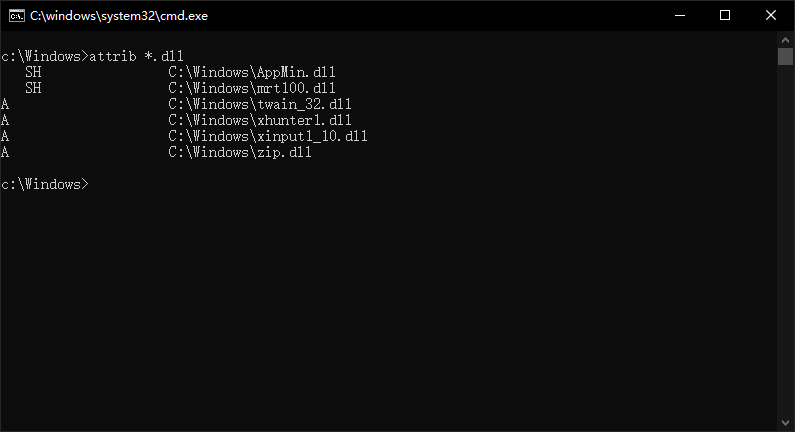 C:\windows\system32\cmd.exe
c:\Windows>attrib *.dll
   SH                C:\Windows\AppMin.dll
   SH                C:\Windows\mrt100.dll
A                    C:\Windows\twain_32.dll
A                    C:\Windows\xhunter1.dll
A                    C:\Windows\xinput1_10.dll
A                    C:\Windows\zip.dll
c:\Windows>